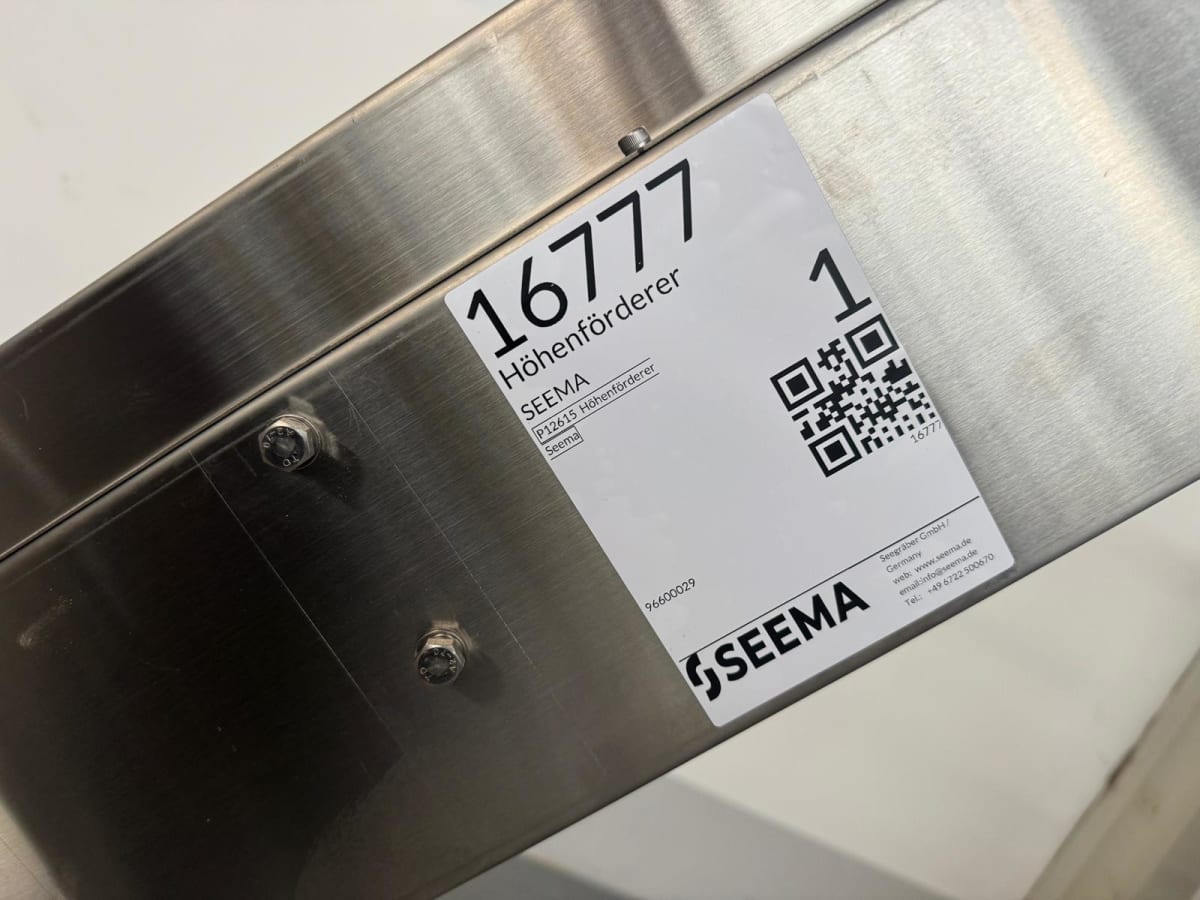 16777
1
Höhenförderer
SEEMA
P12615 Höhenförderer
Seema
16777
96600029
SEEMA
Seegräber GmbH /
Germany
web: www.seema.de
email:info@seema.de
Tel.: +49 6722 500670